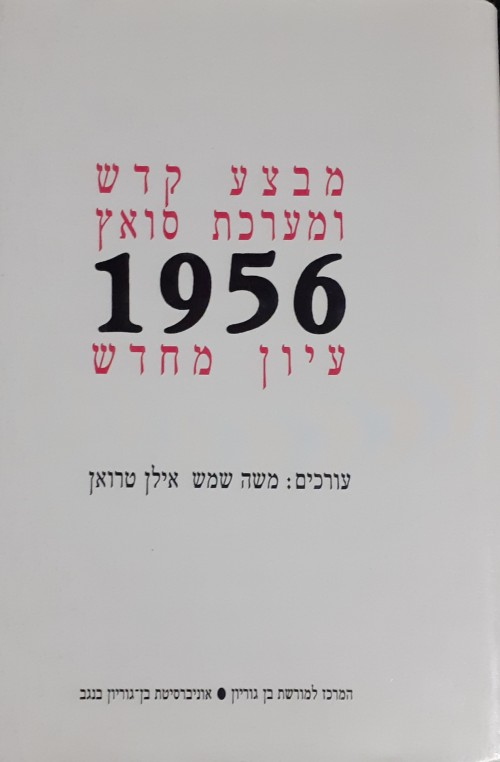 מבצע קדש
ומערכת סואץ
1956
עיון מחדש
עורכים: משה שמש אילן טרואן
המרכז למורשת בן גוריון ● אוניברסיטת בן־גוריון בנגב